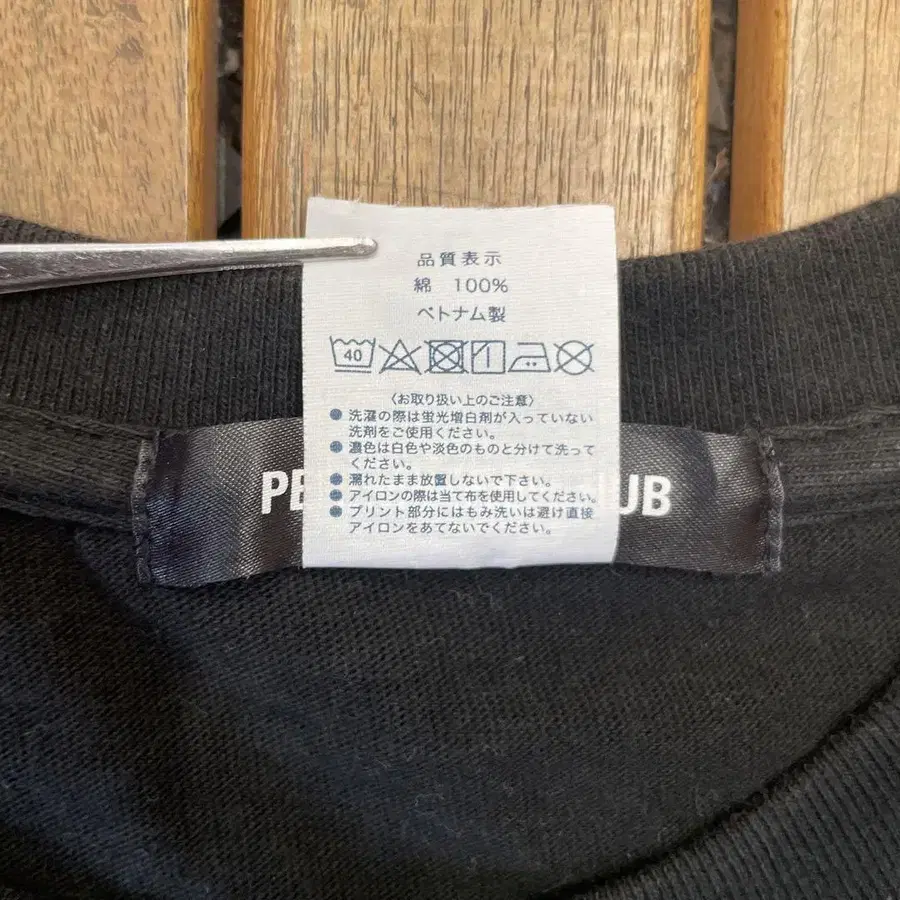 品質表示
綿 100%
ベトナム製
40
〈お取り扱い上のご注意〉
● 洗濯の際は蛍光増白剤が入っていない
洗剤をご使用ください。
● 濃色は白色や淡色のものと分けて洗って
ください。
● 濡れたまま放置しないで下さい。
● アイロンの際は当て布を使用してください。
● プリント部分にはもみ洗いは避け直接
アイロンをあてないでください。